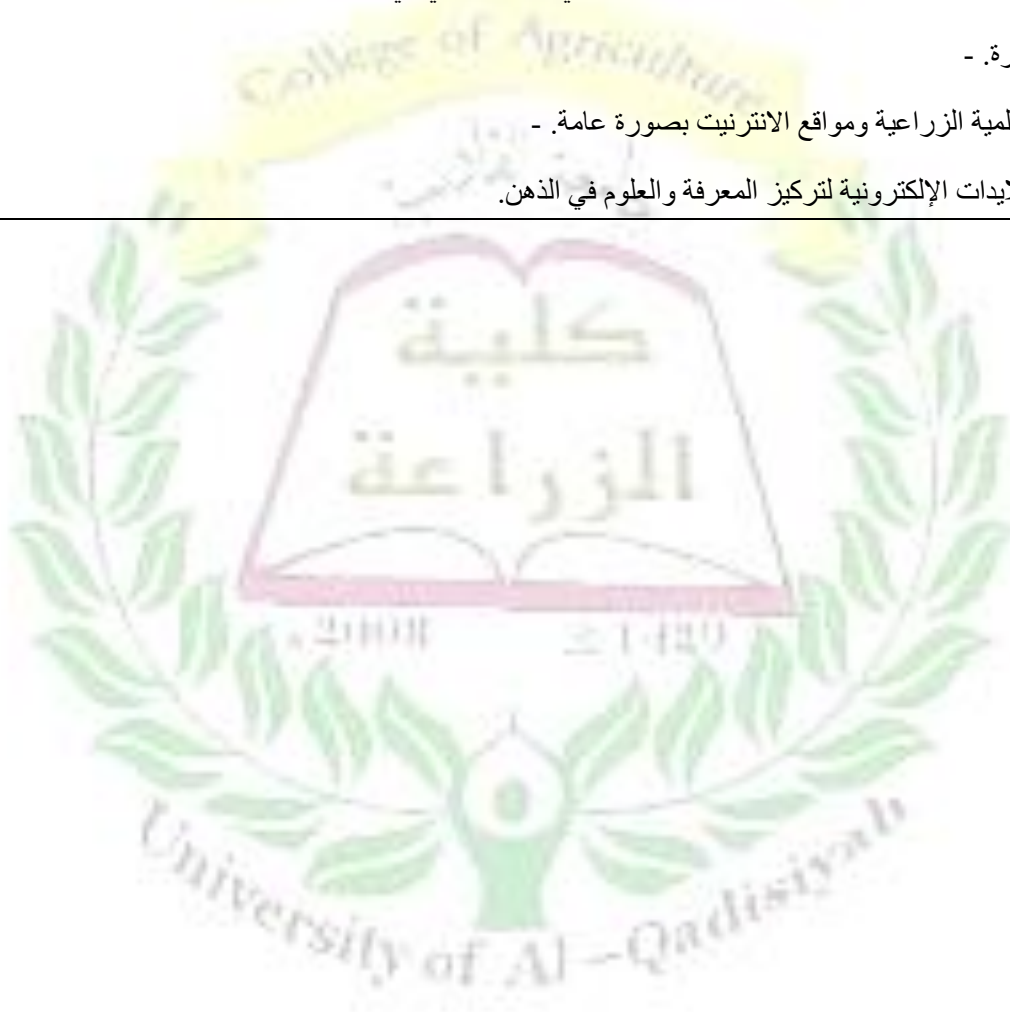 رة. -
لمية الزراعية ومواقع الانترنيت بصورة عامة. -
لايدات الإلكترونية لتركيز المعرفة والعلوم في الذهن.
College of Agriculture
كلية
الزراعة
University of Al-Qadisiyah